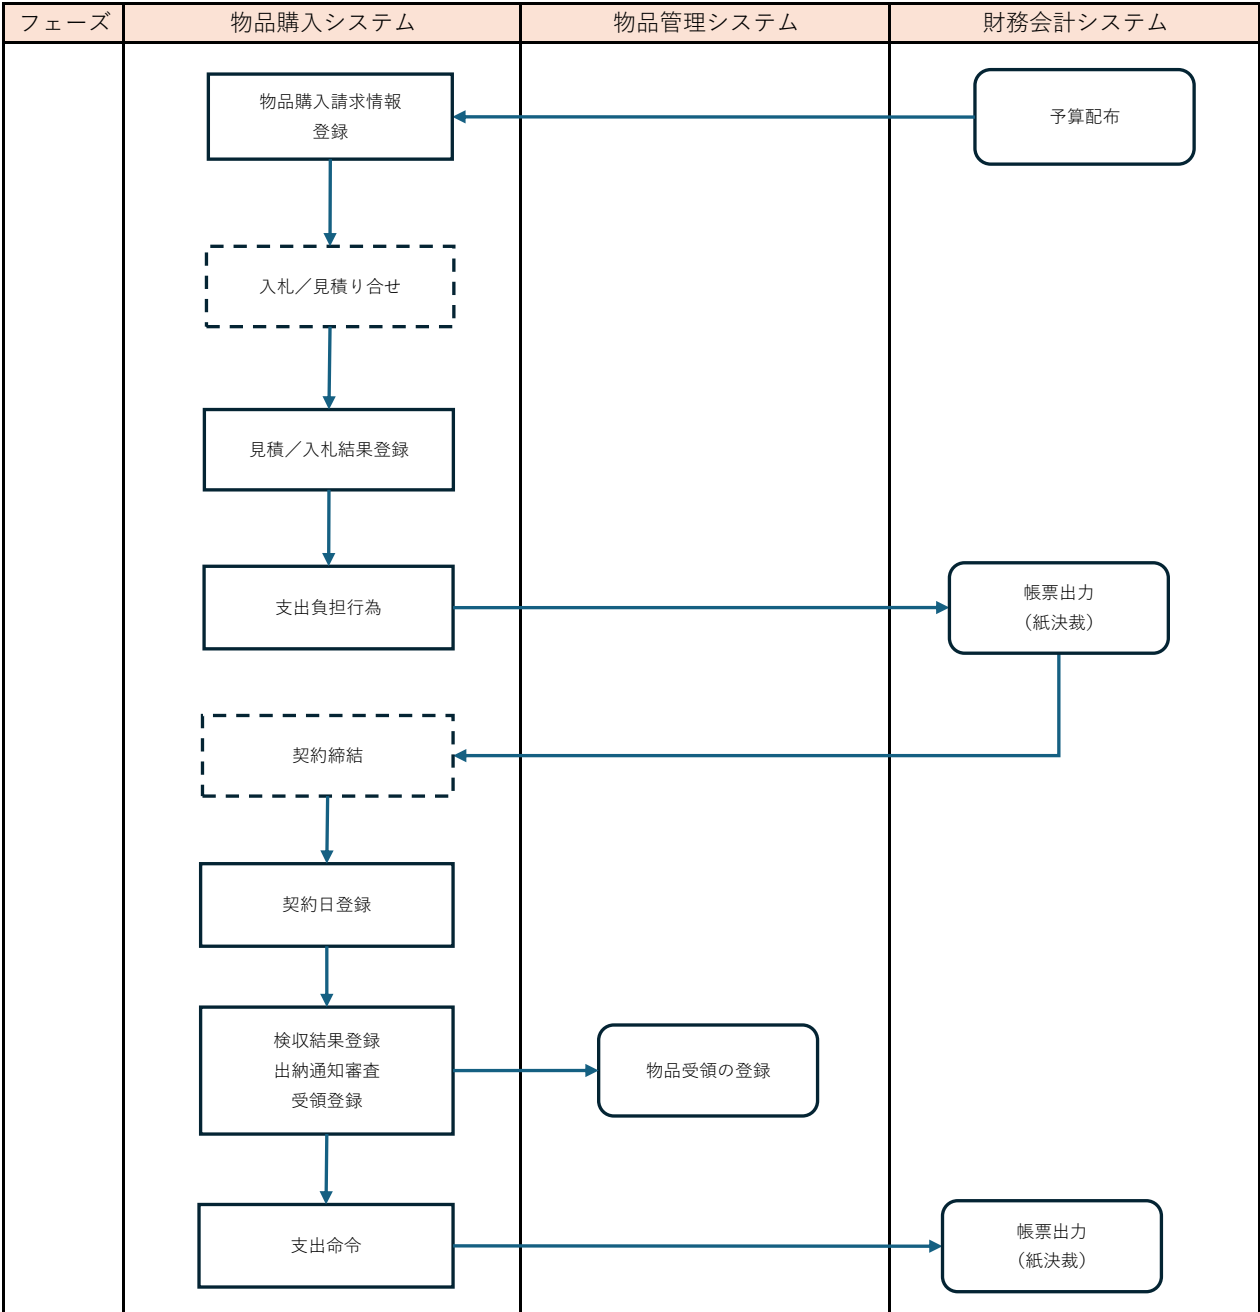 フェーズ
物品購入システム
物品管理システム
財務会計システム
物品購入請求情報
登録
予算配布
入札／見積り合せ
見積／入札結果登録
支出負担行為
帳票出力
（紙決裁）
契約締結
契約日登録
検収結果登録
出納通知審査
受領登録
物品受領の登録
支出命令
帳票出力
（紙決裁）